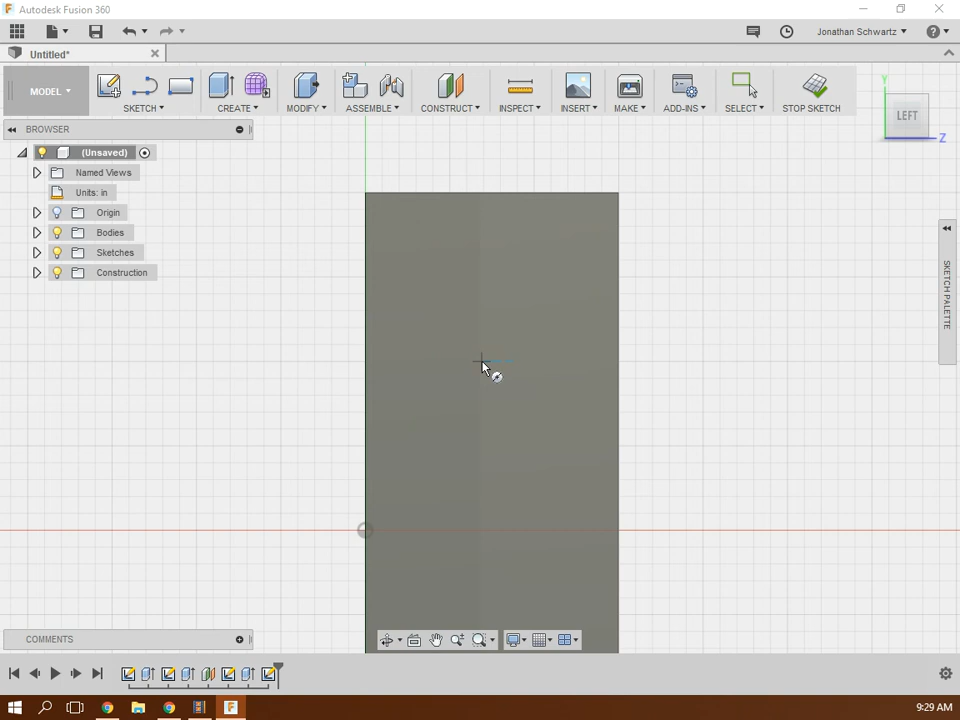 Autodesk Fusion 360
Jonathan Schwartz
Untitled*
MODEL
SKETCH
CREATE
MODIFY
ASSEMBLE
CONSTRUCT
INSPECT
INSERT
MAKE
ADD-INS
SELECT
STOP SKETCH
BROWSER
(Unsaved)
Named Views
Units: in
Origin
Bodies
Sketches
Construction
Y
LEFT
Z
SKETCH PALETTE
COMMENTS
9:29 AM